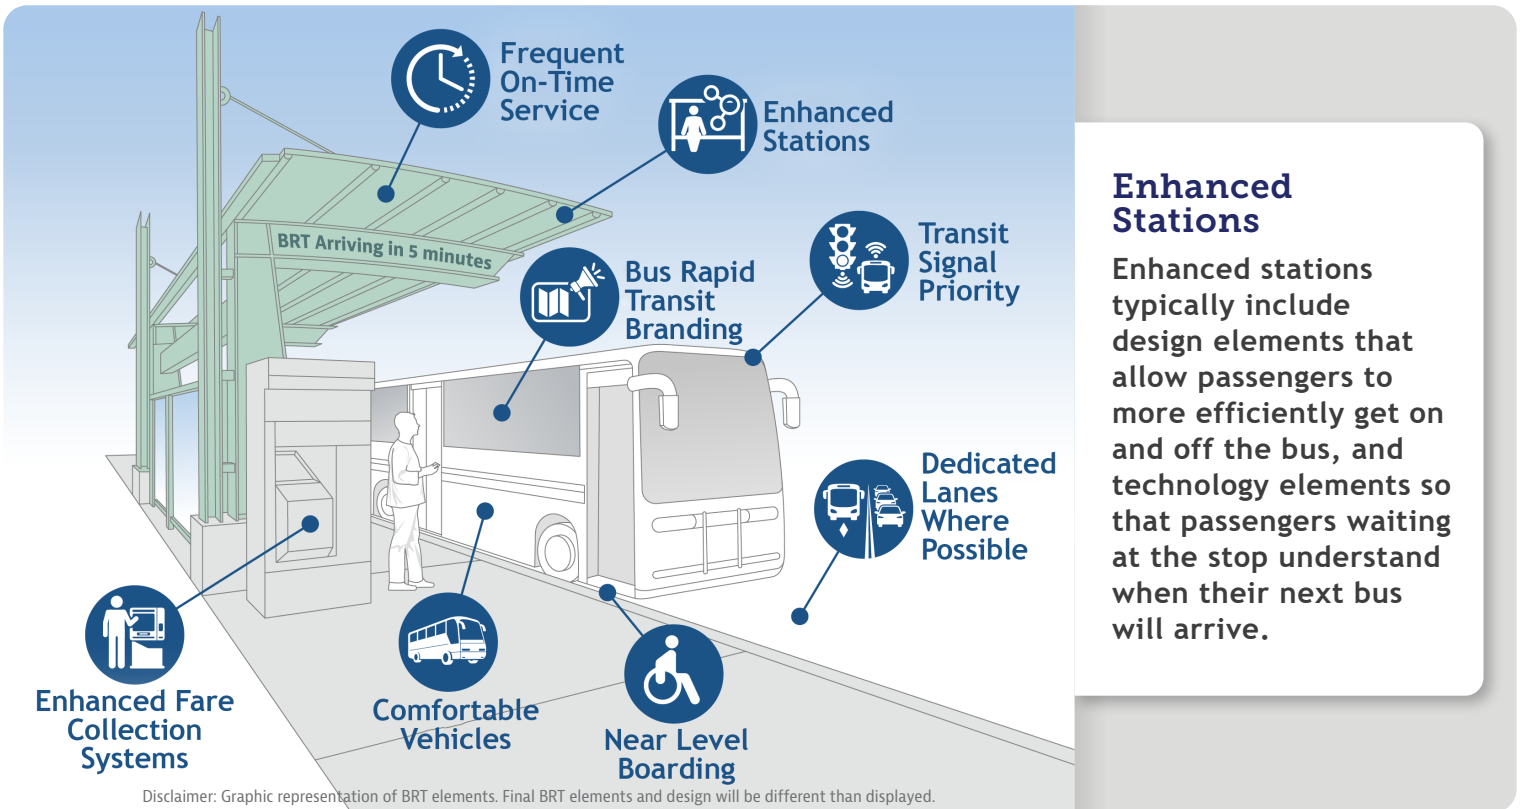 Frequent
On-Time
Service
Enhanced
Stations
BRT Arriving in 5 minutes
Bus Rapid
Transit
Branding
Transit
Signal
Priority
Dedicated
Lanes
Where
Possible
Enhanced Fare
Collection
Systems
Comfortable
Vehicles
Near Level
Boarding
Disclaimer: Graphic representation of BRT elements. Final BRT elements and design will be different than displayed.
Enhanced
Stations
Enhanced stations
typically include
design elements that
allow passengers to
more efficiently get on
and off the bus, and
technology elements so
that passengers waiting
at the stop understand
when their next bus
will arrive.